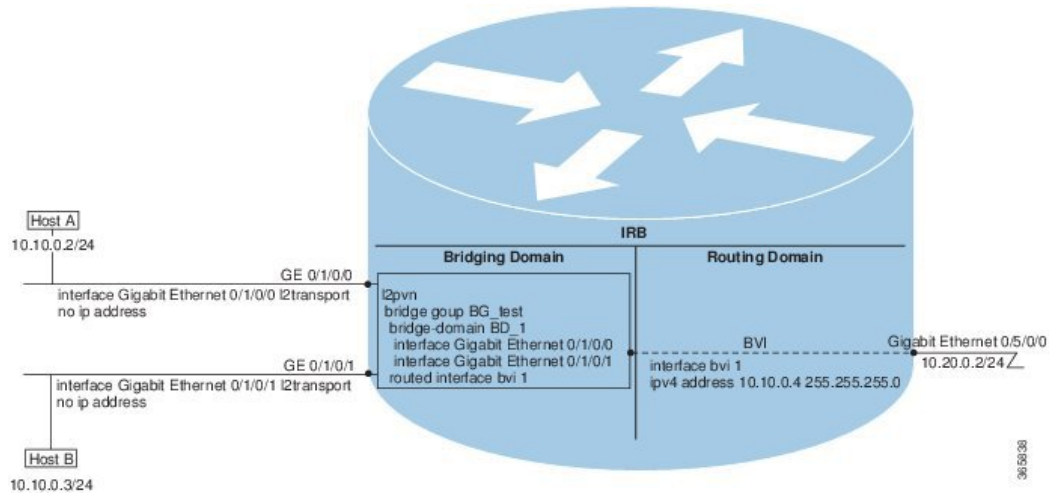 IRB
Bridging Domain
Routing Domain
Host A
10.10.0.2/24
GE 0/1/0/0
interface Gigabit Ethernet 0/1/0/0 l2transport
no ip address
l2pvn
bridge goup BG_test
bridge-domain BD_1
interface Gigabit Ethernet 0/1/0/0
interface Gigabit Ethernet 0/1/0/1
routed interface bvi 1
BVI
interface bvi 1
ipv4 address 10.10.0.4 255.255.255.0
Gigabit Ethernet 0/5/0/0
10.20.0.2/24
GE 0/1/0/1
interface Gigabit Ethernet 0/1/0/1 l2transport
no ip address
Host B
10.10.0.3/24
365838